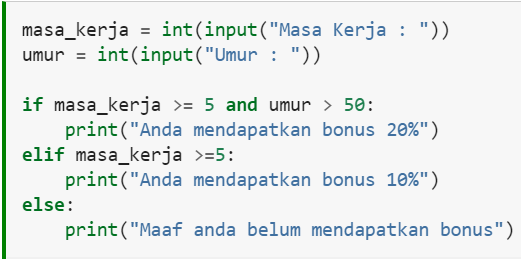 masa_kerja = int(input("Masa Kerja : "))
umur = int(input("Umur : "))
if masa_kerja >= 5 and umur > 50:
    print("Anda mendapatkan bonus 20%")
elif masa_kerja >=5:
    print("Anda mendapatkan bonus 10%")
else:
    print("Maaf anda belum mendapatkan bonus")